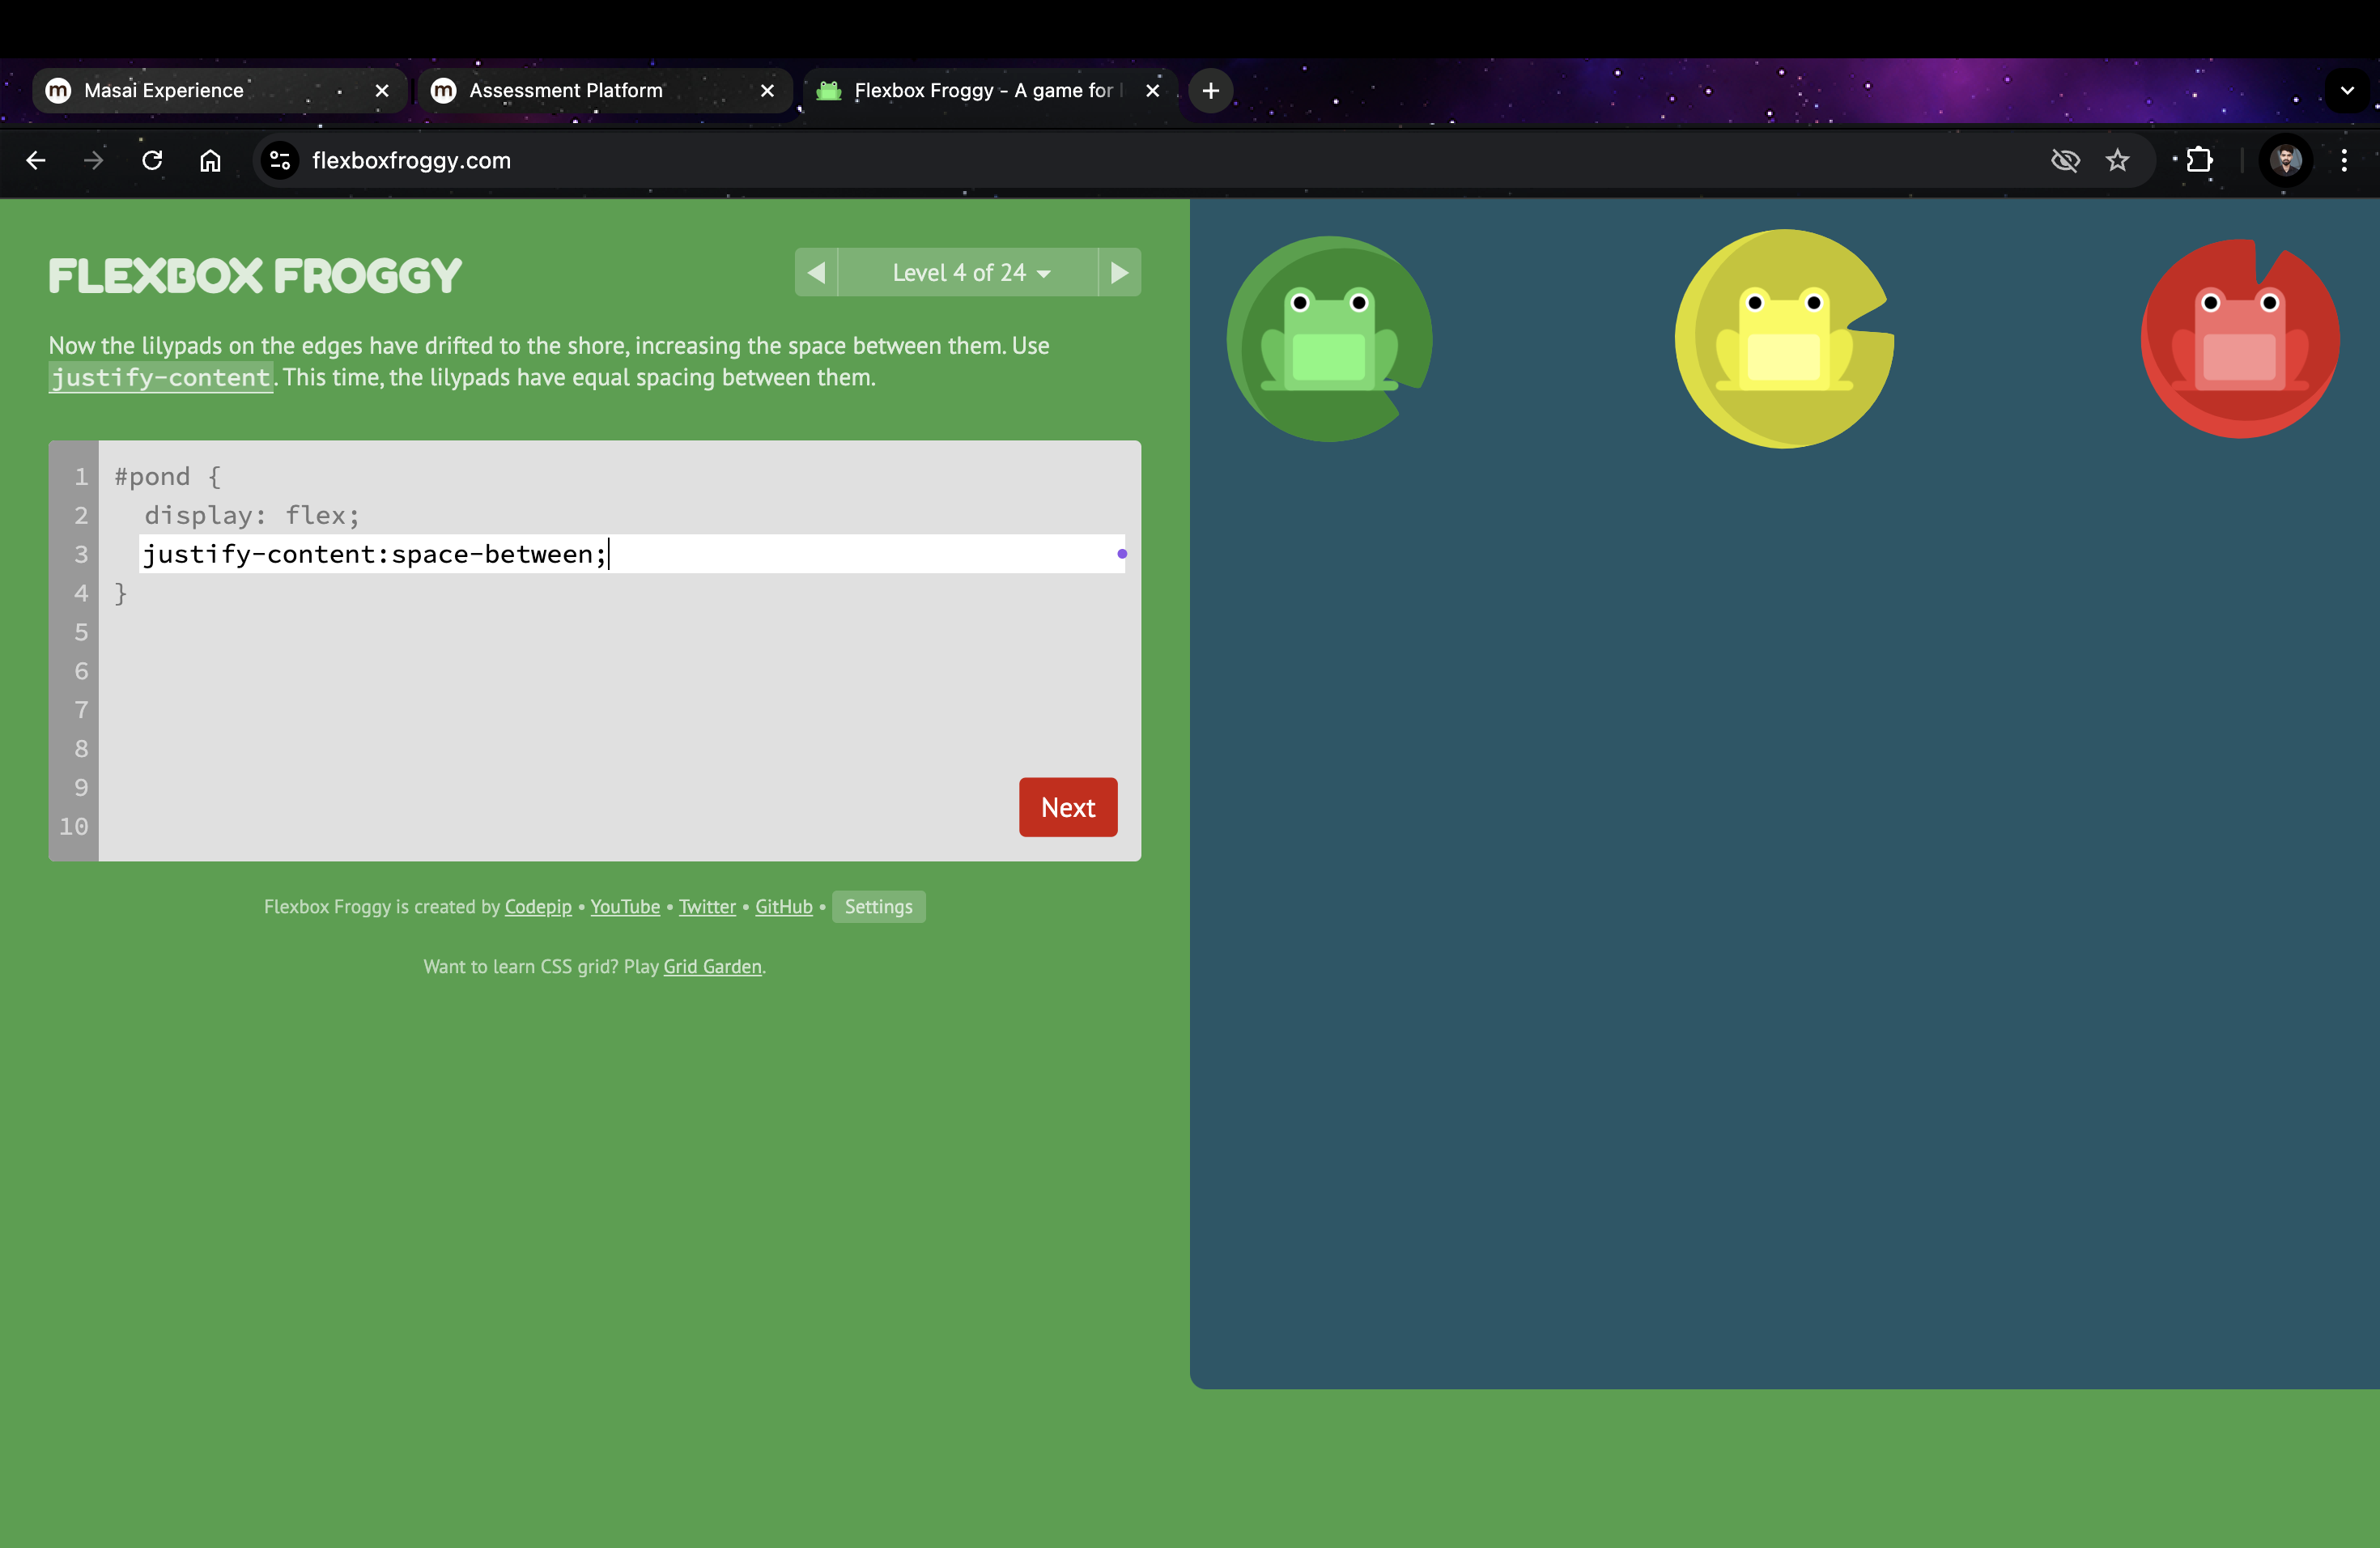 Masai Experience
Assessment Platform
Flexbox Froggy - A game for
flexboxfroggy.com
FLEXBOX FROGGY
Level 4 of 24
Now the lilypads on the edges have drifted to the shore, increasing the space between them. Use
justify-content. This time, the lilypads have equal spacing between them.
1 #pond {
2 display: flex;
3 justify-content:space-between;
4 }
5
6
7
8
9
10
Next
Flexbox Froggy is created by Codepip • YouTube • Twitter • GitHub • Settings
Want to learn CSS grid? Play Grid Garden.